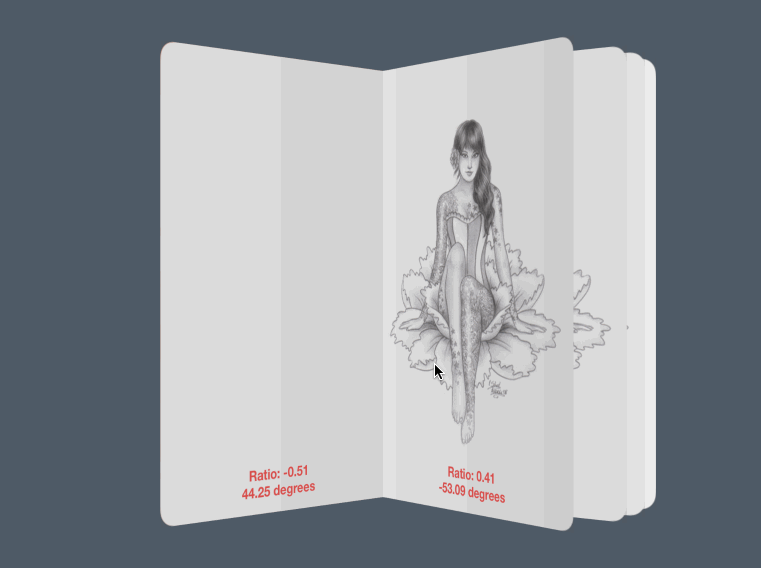 Ratio: -0.51
44.25 degrees
Ratio: 0.41
-53.09 degrees